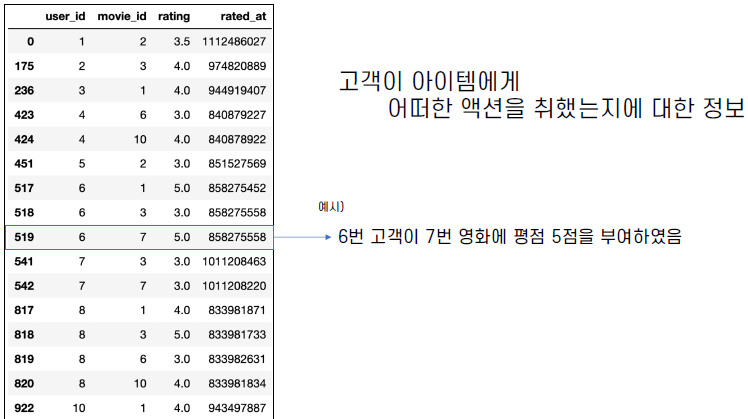 user_id movie_id rating rated_at
0 1 2 3.5 1112486027
175 2 3 4.0 974820889
236 3 1 4.0 944919407
423 4 6 3.0 840879227
424 4 10 4.0 840878922
451 5 2 3.0 851527569
517 6 1 5.0 858275452
518 6 3 3.0 858275558
519 6 7 5.0 858275558
541 7 3 3.0 1011208463
542 7 7 3.0 1011208220
817 8 1 4.0 833981871
818 8 3 5.0 833981733
819 8 6 3.0 833982631
820 8 10 4.0 833981834
922 10 1 4.0 943497887
고객이 아이템에게
어떠한 액션을 취했는지에 대한 정보
예시)
6번 고객이 7번 영화에 평점 5점을 부여하였음